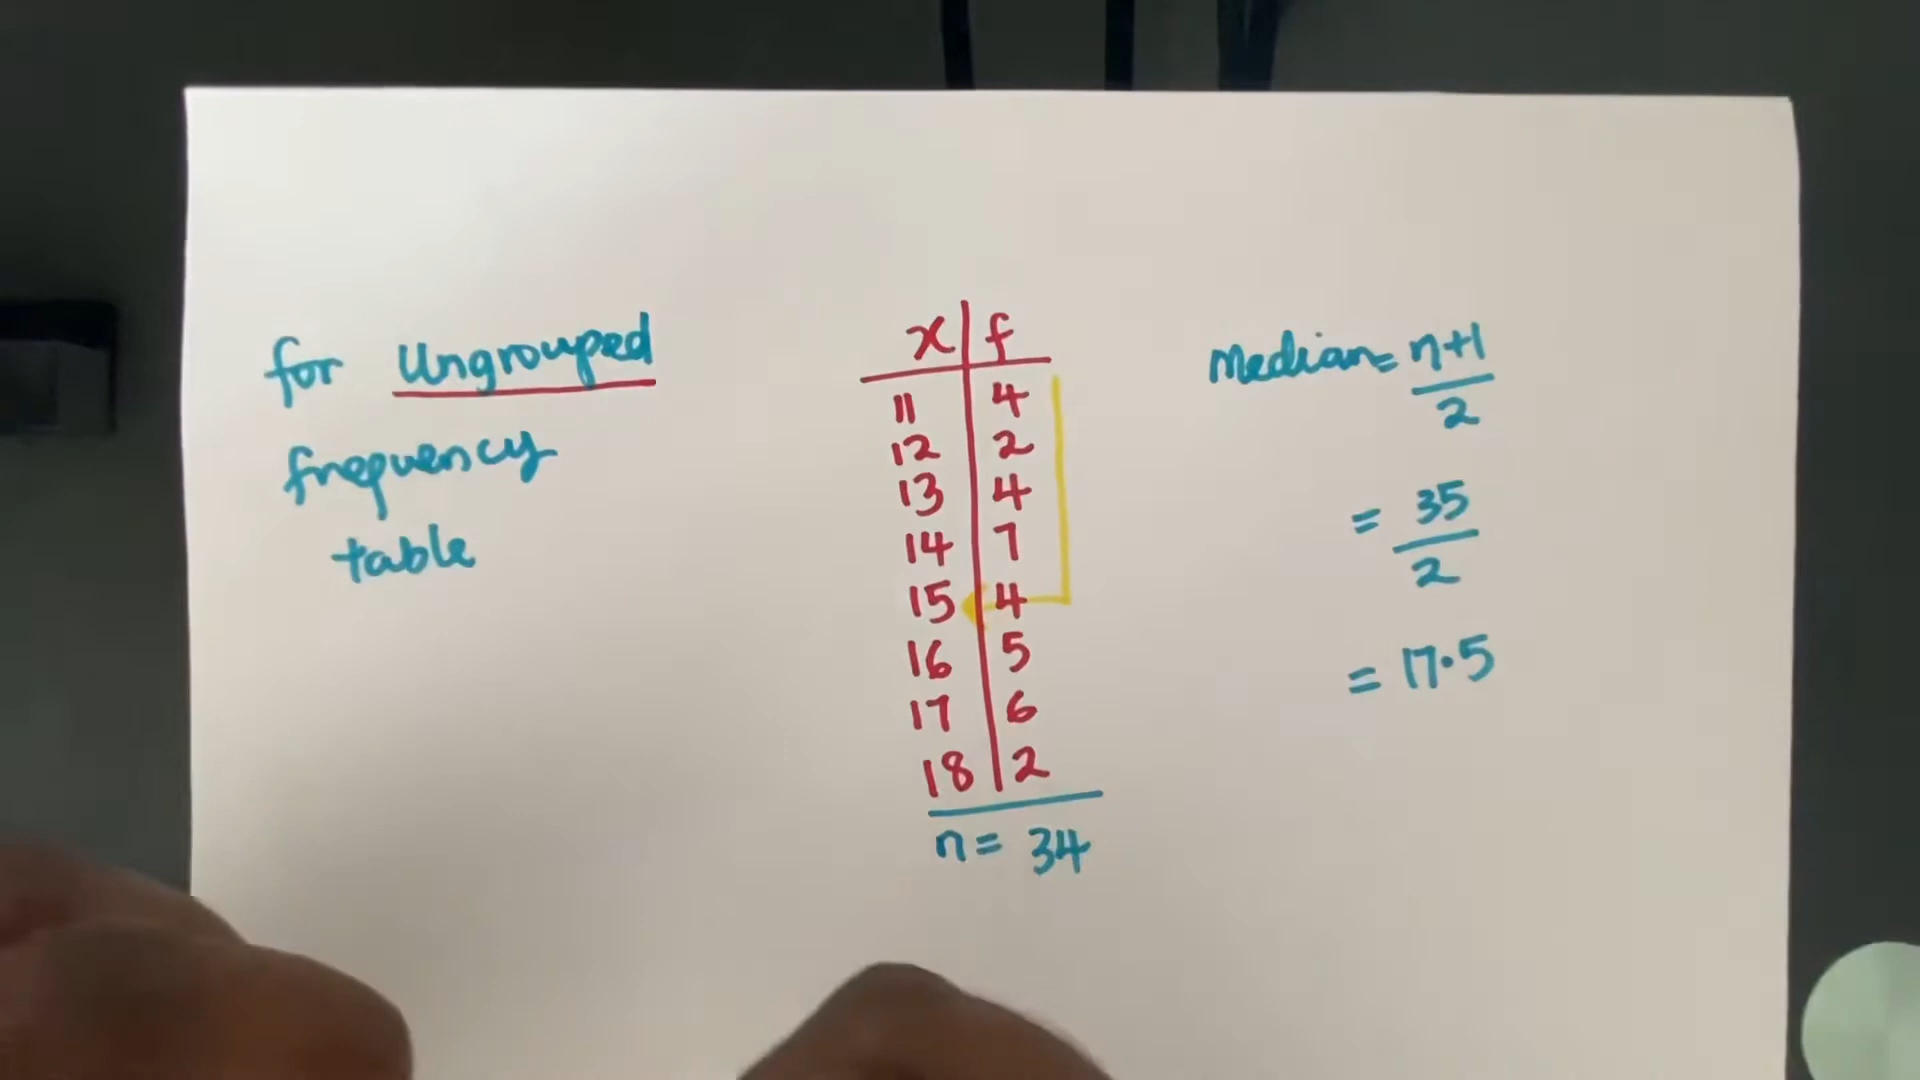 for Ungrouped
frequency
table
x f
11 4
12 2
13 4
14 7
15 4
16 5
17 6
18 2
n = 34
Median = n+1
2
= 35
2
= 17.5